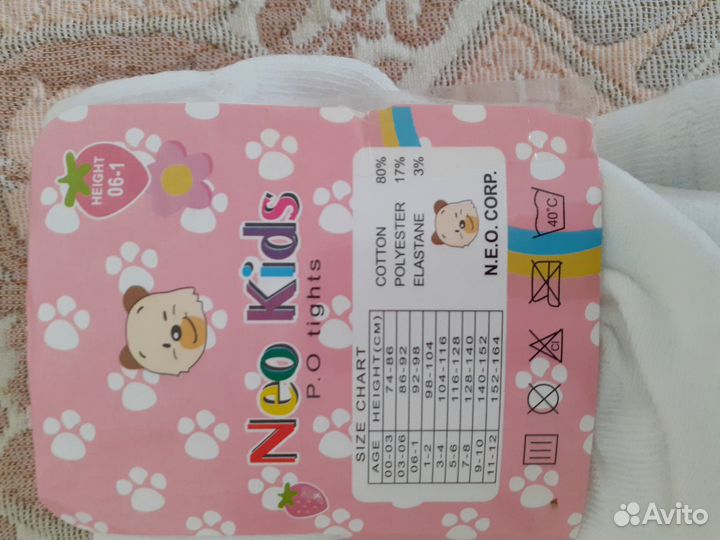 HEIGHT
06-1
Neo Kids
P.O tights
COTTON 80%
POLYESTER 17%
ELASTANE 3%
N.E.O. CORP.
SIZE CHART
AGE HEIGHT(CM)
00-03 74-86
03-06 86-92
06-1 92-98
1-2 98-104
3-4 104-116
5-6 116-128
7-8 128-140
9-10 140-152
11-12 152-164
40°C
Cl
Avito